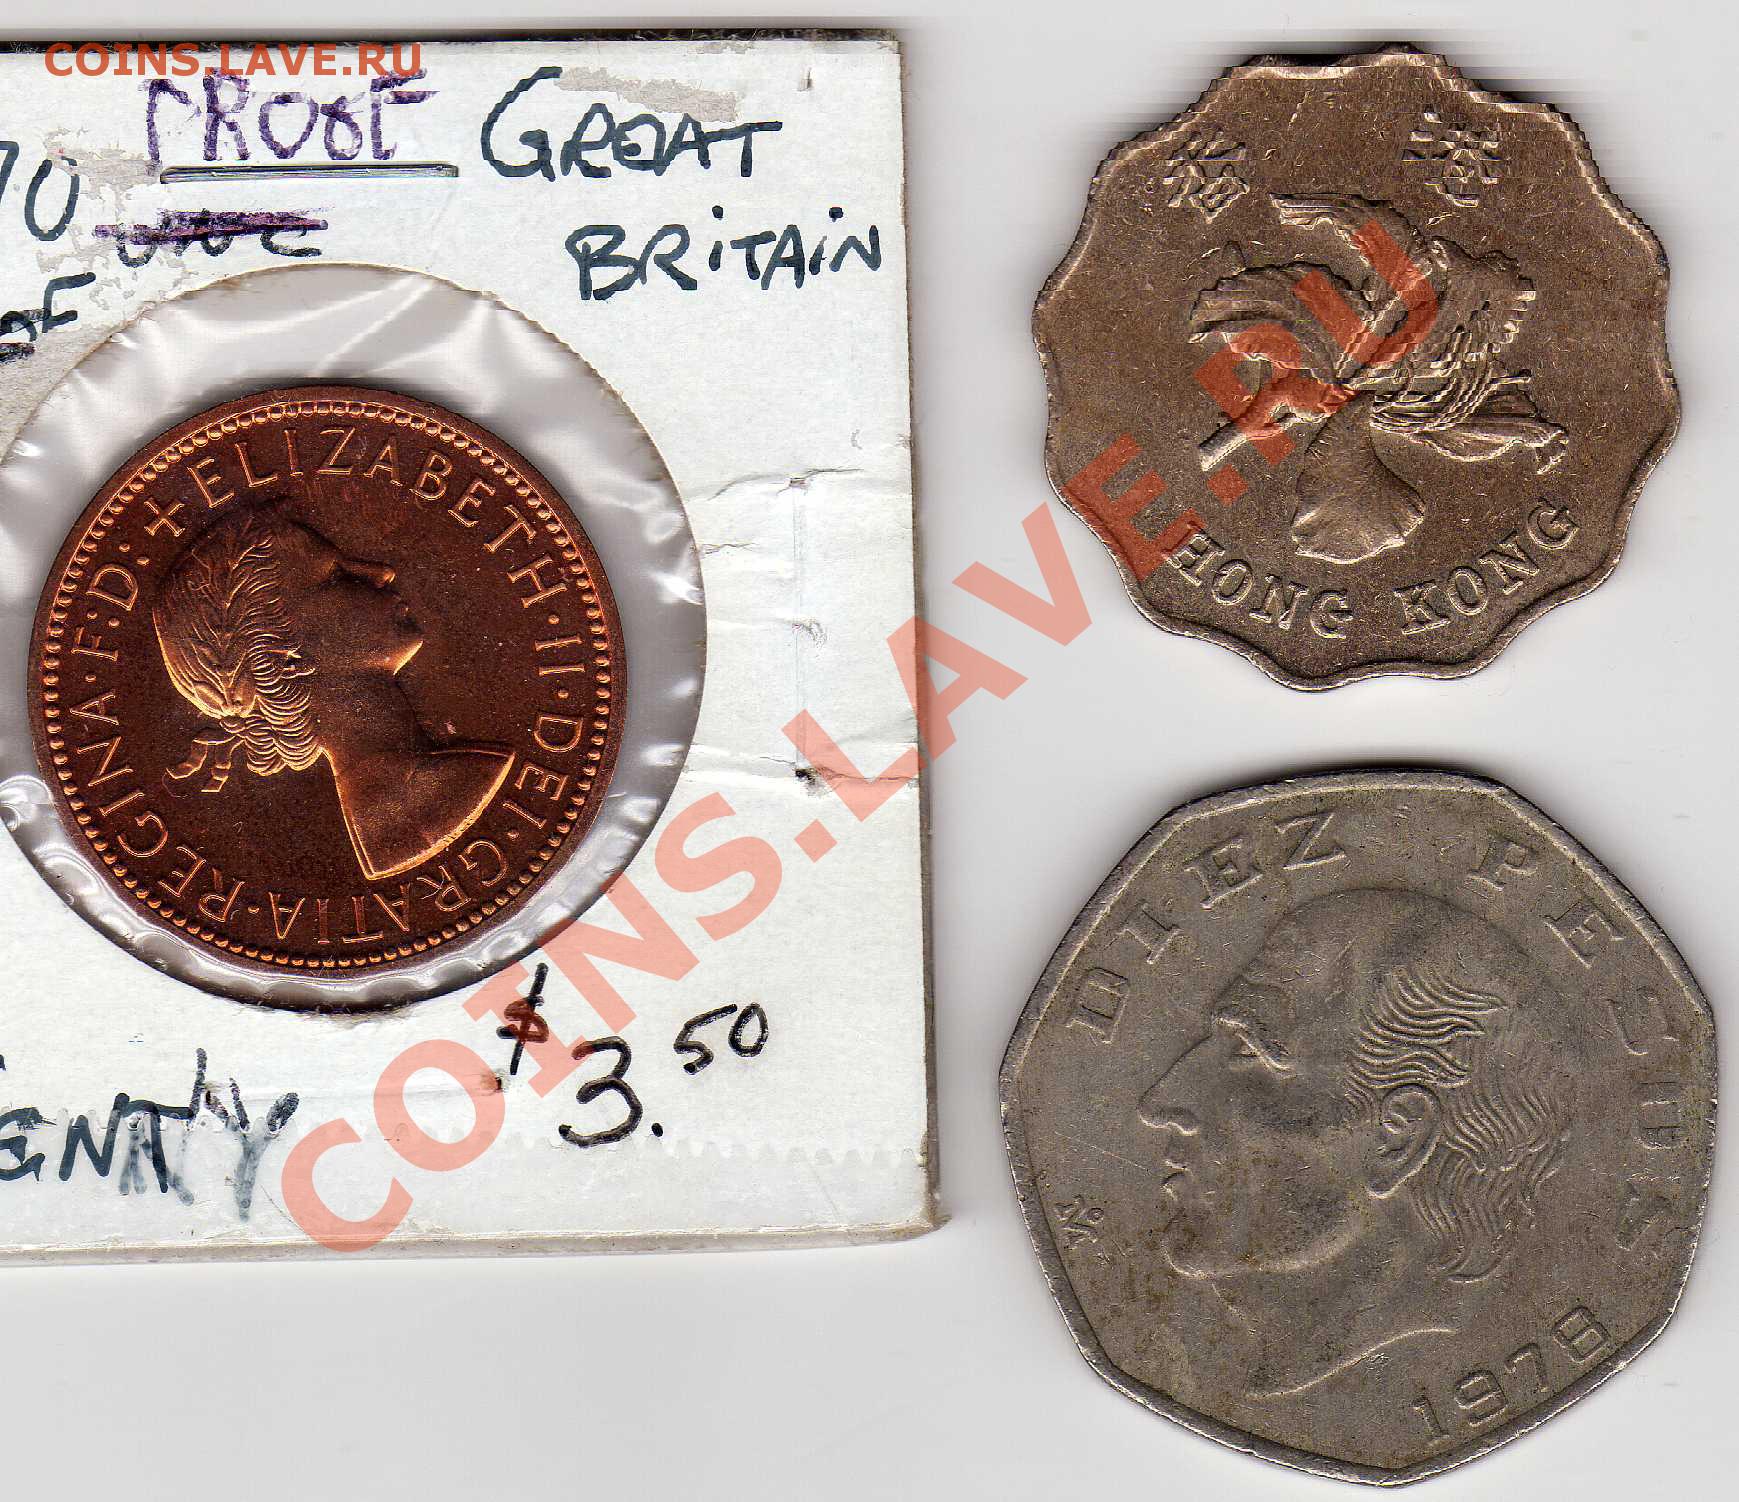 COINS.LAVE.RU
PROOF GREAT
BRITAIN
70
+ELIZABETH·II·DEI·GRATIA·REGINA·F:D:
$3.50
香 港
HONG KONG
DIEZ PESOS
Mo
1978
COINS.LAVE.RU